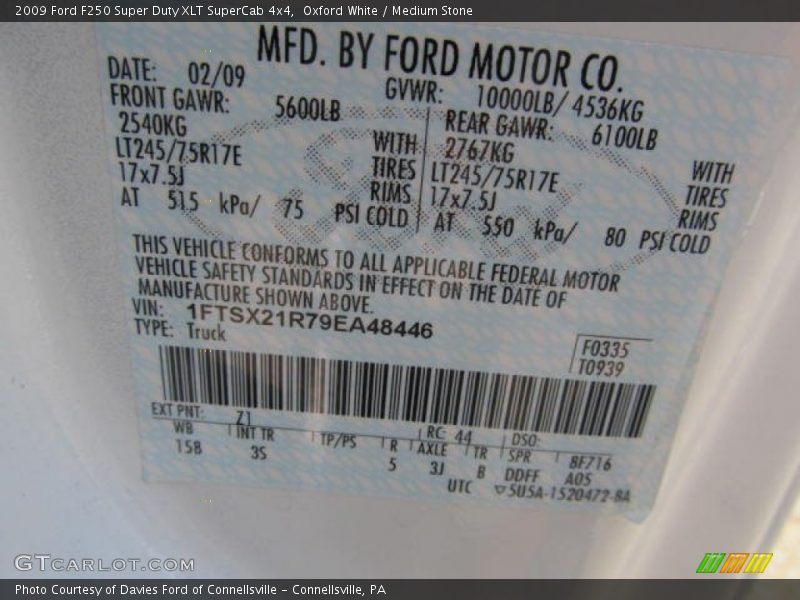 2009 Ford F250 Super Duty XLT SuperCab 4x4, Oxford White / Medium Stone
MFD. BY FORD MOTOR CO.
DATE: 02/09 GVWR: 10000LB/ 4536KG
FRONT GAWR: 5600LB REAR GAWR: 6100LB
2540KG WITH 2767KG WITH
LT245/75R17E TIRES LT245/75R17E TIRES
17x7.5J RIMS 17x7.5J RIMS
AT 515 kPa/ 75 PSI COLD AT 550 kPa/ 80 PSI COLD
THIS VEHICLE CONFORMS TO ALL APPLICABLE FEDERAL MOTOR
VEHICLE SAFETY STANDARDS IN EFFECT ON THE DATE OF
MANUFACTURE SHOWN ABOVE.
VIN: 1FTSX21R79EA48446
TYPE: Truck
F0335
T0939
EXT PNT: Z1 RC: 44 DSO:
WB INT TR TP/PS R AXLE TR SPR 8F716
158 3S 5 3J B DDFF A05
UTC ▽5U5A-1520472-BA
GTCARLOT.COM
Photo Courtesy of Davies Ford of Connellsville – Connellsville, PA